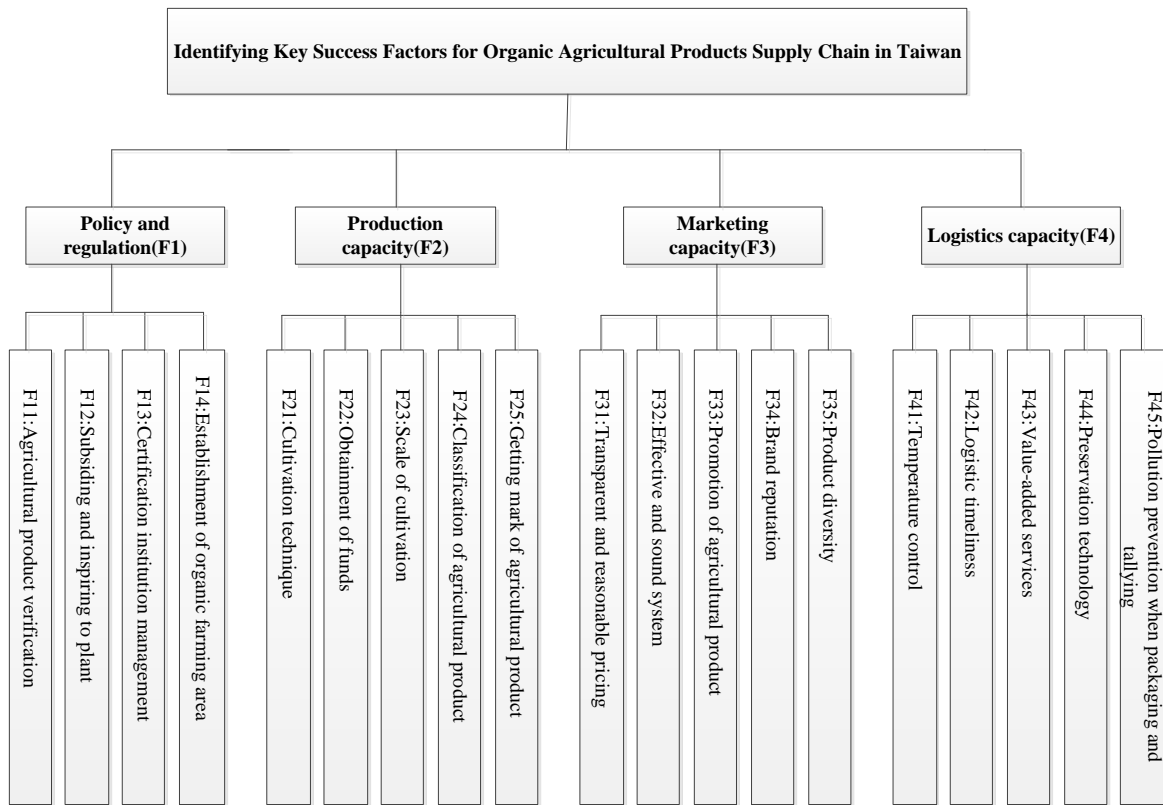 Identifying Key Success Factors for Organic Agricultural Products Supply Chain in Taiwan
Policy and
regulation(F1)
Production
capacity(F2)
Marketing
capacity(F3)
Logistics capacity(F4)
F11:Agricultural product verification
F12:Subsiding and inspiring to plant
F13:Certification institution management
F14:Establishment of organic farming area
F21:Cultivation technique
F22:Obtainment of funds
F23:Scale of cultivation
F24:Classification of agricultural product
F25:Getting mark of agricultural product
F31:Transparent and reasonable pricing
F32:Effective and sound system
F33:Promotion of agricultural product
F34:Brand reputation
F35:Product diversity
F41:Temperature control
F42:Logistic timeliness
F43:Value-added services
F44:Preservation technology
F45:Pollution prevention when packaging and
tallying